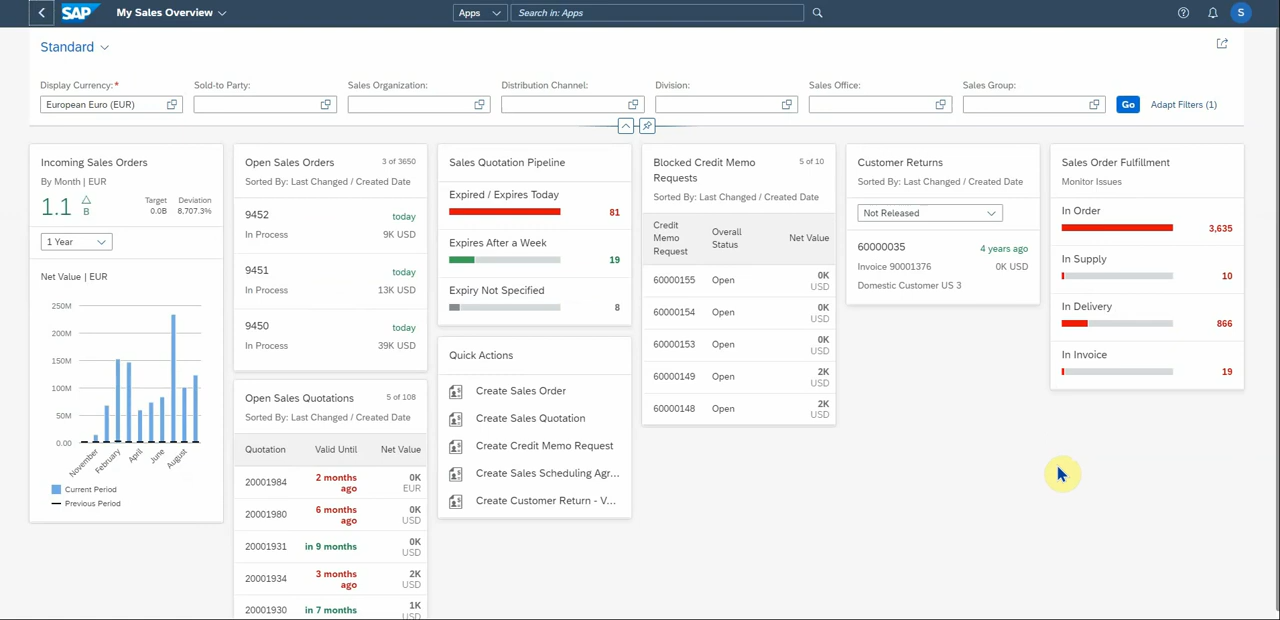 SAP My Sales Overview Apps Search in: Apps S
Standard
Display Currency:* Sold-to Party: Sales Organization: Distribution Channel: Division: Sales Office: Sales Group:
European Euro (EUR) Go Adapt Filters (1)
Incoming Sales Orders
By Month | EUR
1.1 B
Target Deviation
0.0B 8,707.3%
1 Year
Net Value | EUR
250M
200M
150M
100M
50M
0.00
November February April June August
Current Period
Previous Period
Open Sales Orders 3 of 3650
Sorted By: Last Changed / Created Date
9452 today
In Process 9K USD
9451 today
In Process 13K USD
9450 today
In Process 39K USD
Open Sales Quotations 5 of 108
Sorted By: Last Changed / Created Date
Quotation Valid Until Net Value
20001984 2 months ago 0K EUR
20001980 6 months ago 0K USD
20001931 in 9 months 0K USD
20001934 3 months ago 2K USD
20001930 in 7 months 1K USD
Sales Quotation Pipeline
Expired / Expires Today
81
Expires After a Week
19
Expiry Not Specified
8
Quick Actions
Create Sales Order
Create Sales Quotation
Create Credit Memo Request
Create Sales Scheduling Agr...
Create Customer Return - V...
Blocked Credit Memo 5 of 10
Requests
Sorted By: Last Changed / Created Date
Credit Memo Request Overall Status Net Value
60000155 Open 0K USD
60000154 Open 0K USD
60000153 Open 0K USD
60000149 Open 2K USD
60000148 Open 2K USD
Customer Returns
Sorted By: Last Changed / Created Date
Not Released
60000035 4 years ago
Invoice 90001376 0K USD
Domestic Customer US 3
Sales Order Fulfillment
Monitor Issues
In Order
3,635
In Supply
10
In Delivery
866
In Invoice
19